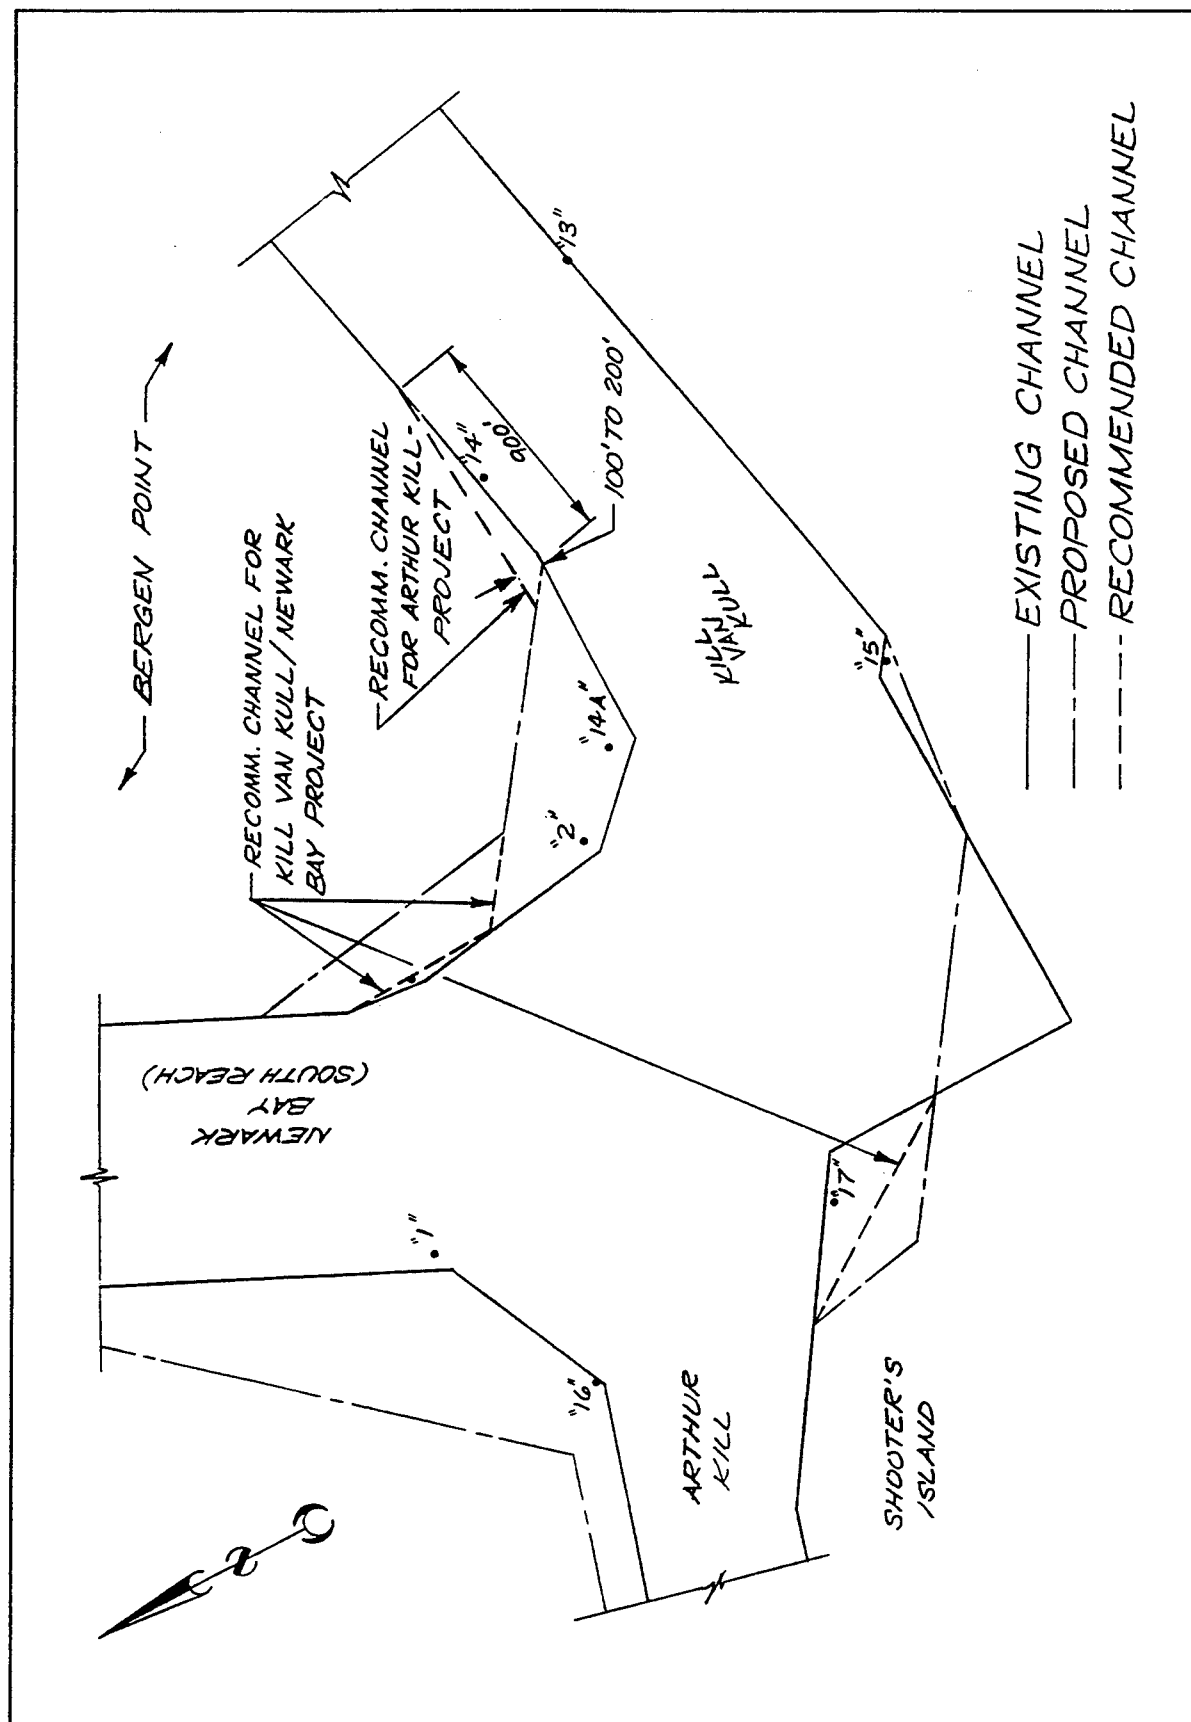 BERGEN POINT
RECOMM. CHANNEL FOR
KILL VAN KULL/NEWARK
BAY PROJECT
RECOMM. CHANNEL
FOR ARTHUR KILL
PROJECT
"14"
900'
100' TO 200'
"13"
"14A"
"2"
KILL
VAN
KULL
"15"
NEWARK
BAY
(SOUTH REACH)
"1"
"16"
"17"
ARTHUR
KILL
SHOOTER'S
ISLAND
N
EXISTING CHANNEL
PROPOSED CHANNEL
RECOMMENDED CHANNEL